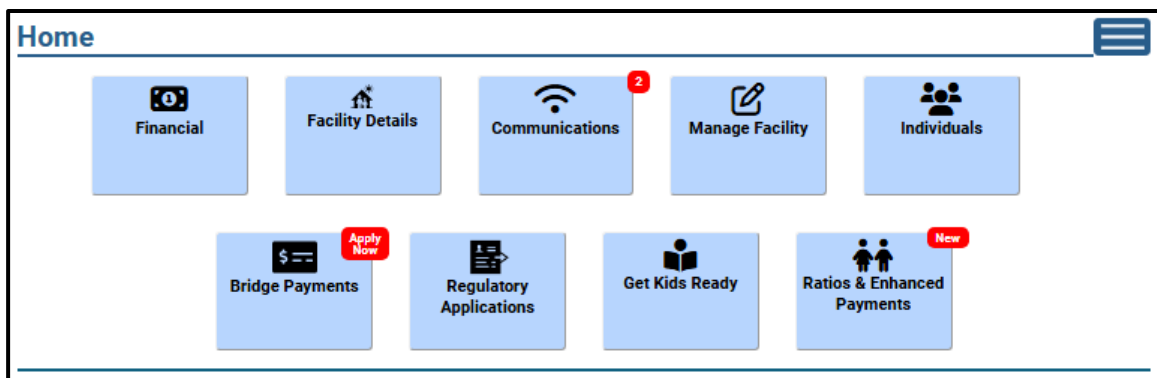 Home
Financial
Facility Details
2
Communications
Manage Facility
Individuals
Apply
Now
Bridge Payments
Regulatory
Applications
Get Kids Ready
New
Ratios & Enhanced
Payments